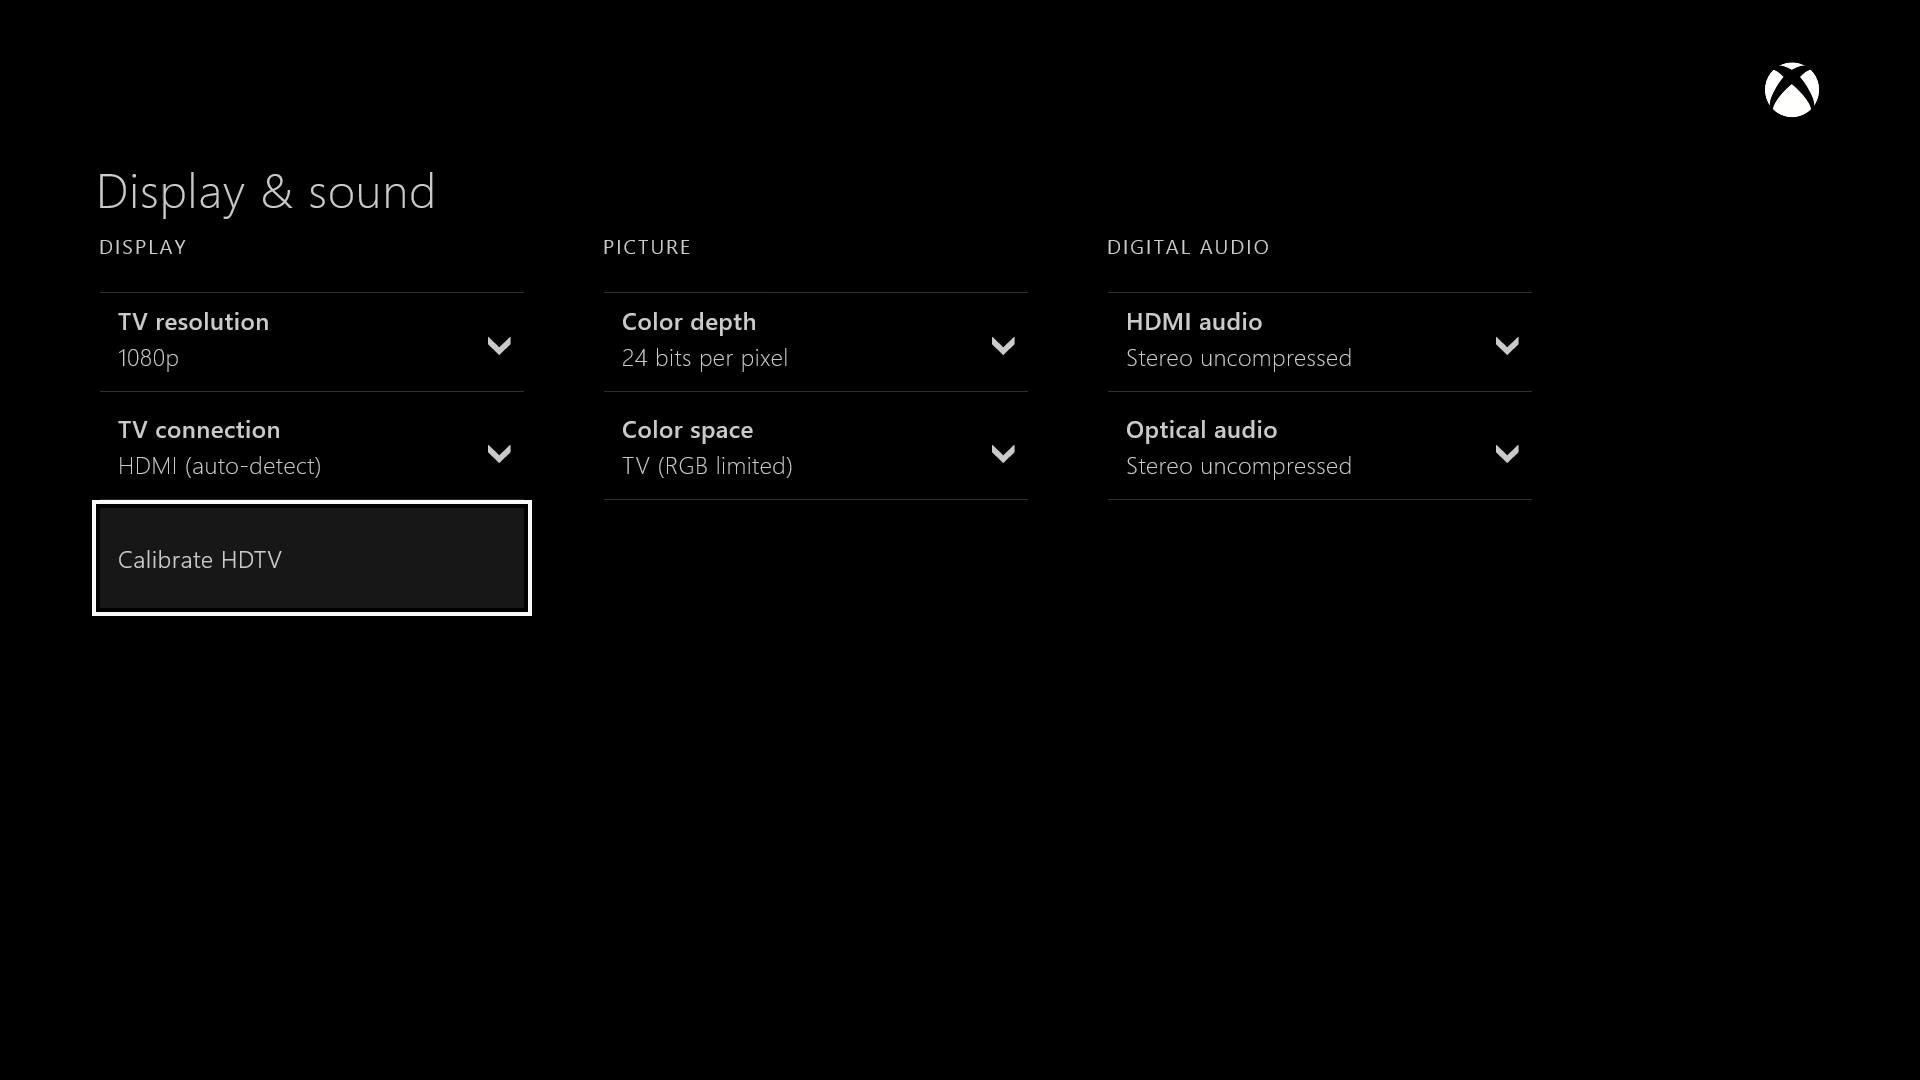 Display & sound
DISPLAY
TV resolution
1080p
TV connection
HDMI (auto-detect)
Calibrate HDTV
PICTURE
Color depth
24 bits per pixel
Color space
TV (RGB limited)
DIGITAL AUDIO
HDMI audio
Stereo uncompressed
Optical audio
Stereo uncompressed